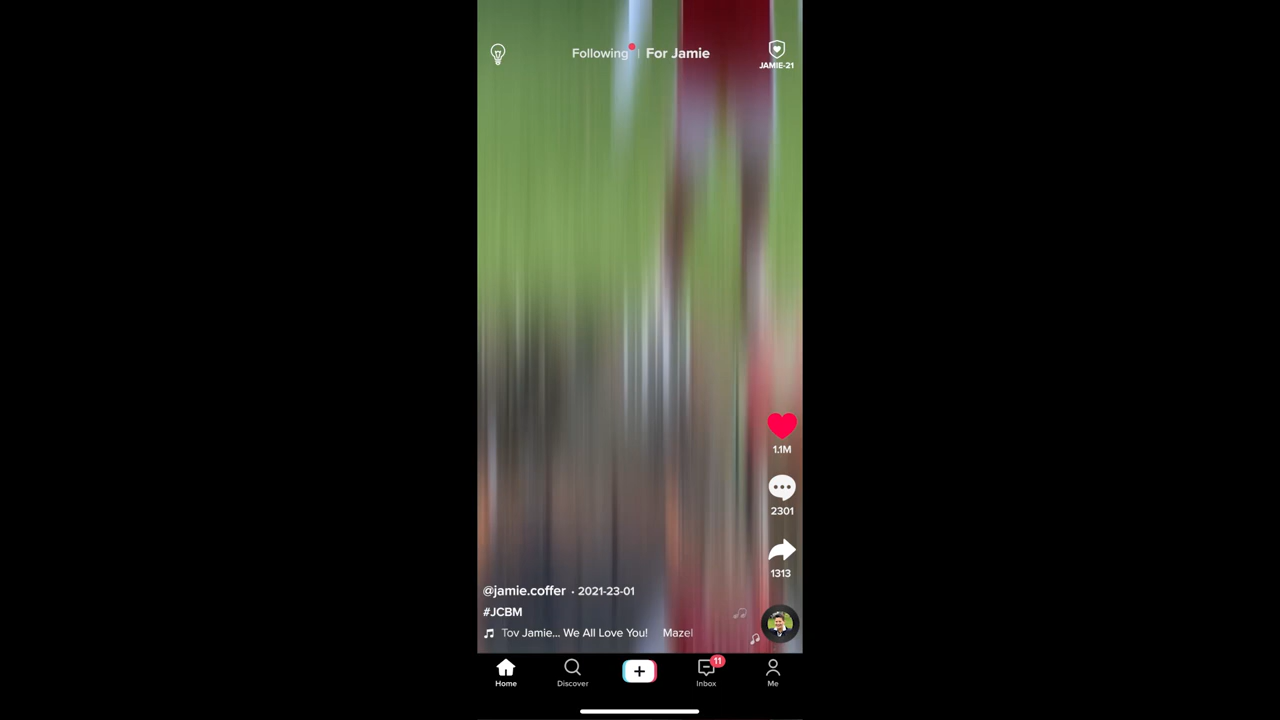 Following | For Jamie
JAMIE-21
1.1M
2301
1313
@jamie.coffer · 2021-23-01
#JCBM
Tov Jamie... We All Love You! Mazel
11
Home Discover Inbox Me